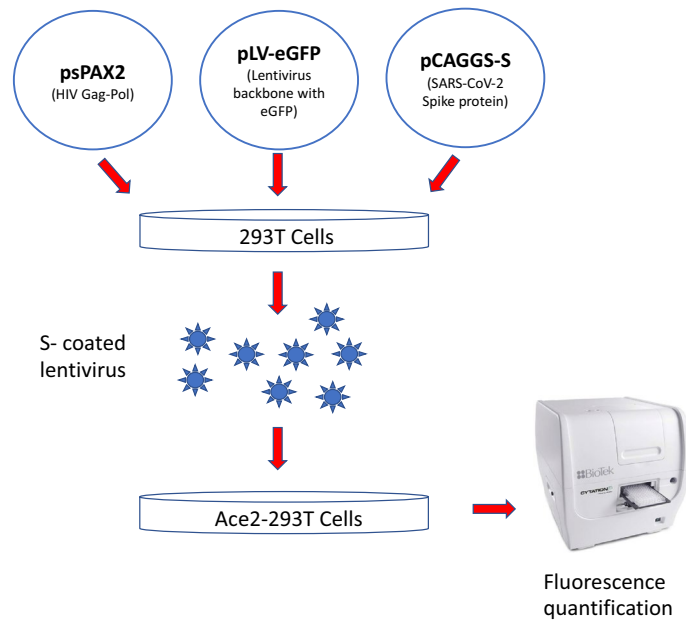 psPAX2
(HIV Gag-Pol)
pLV-eGFP
(Lentivirus
backbone with
eGFP)
pCAGGS-S
(SARS-CoV-2
Spike protein)
293T Cells
S- coated
lentivirus
Ace2-293T Cells
BioTek
CYTATION
Fluorescence
quantification